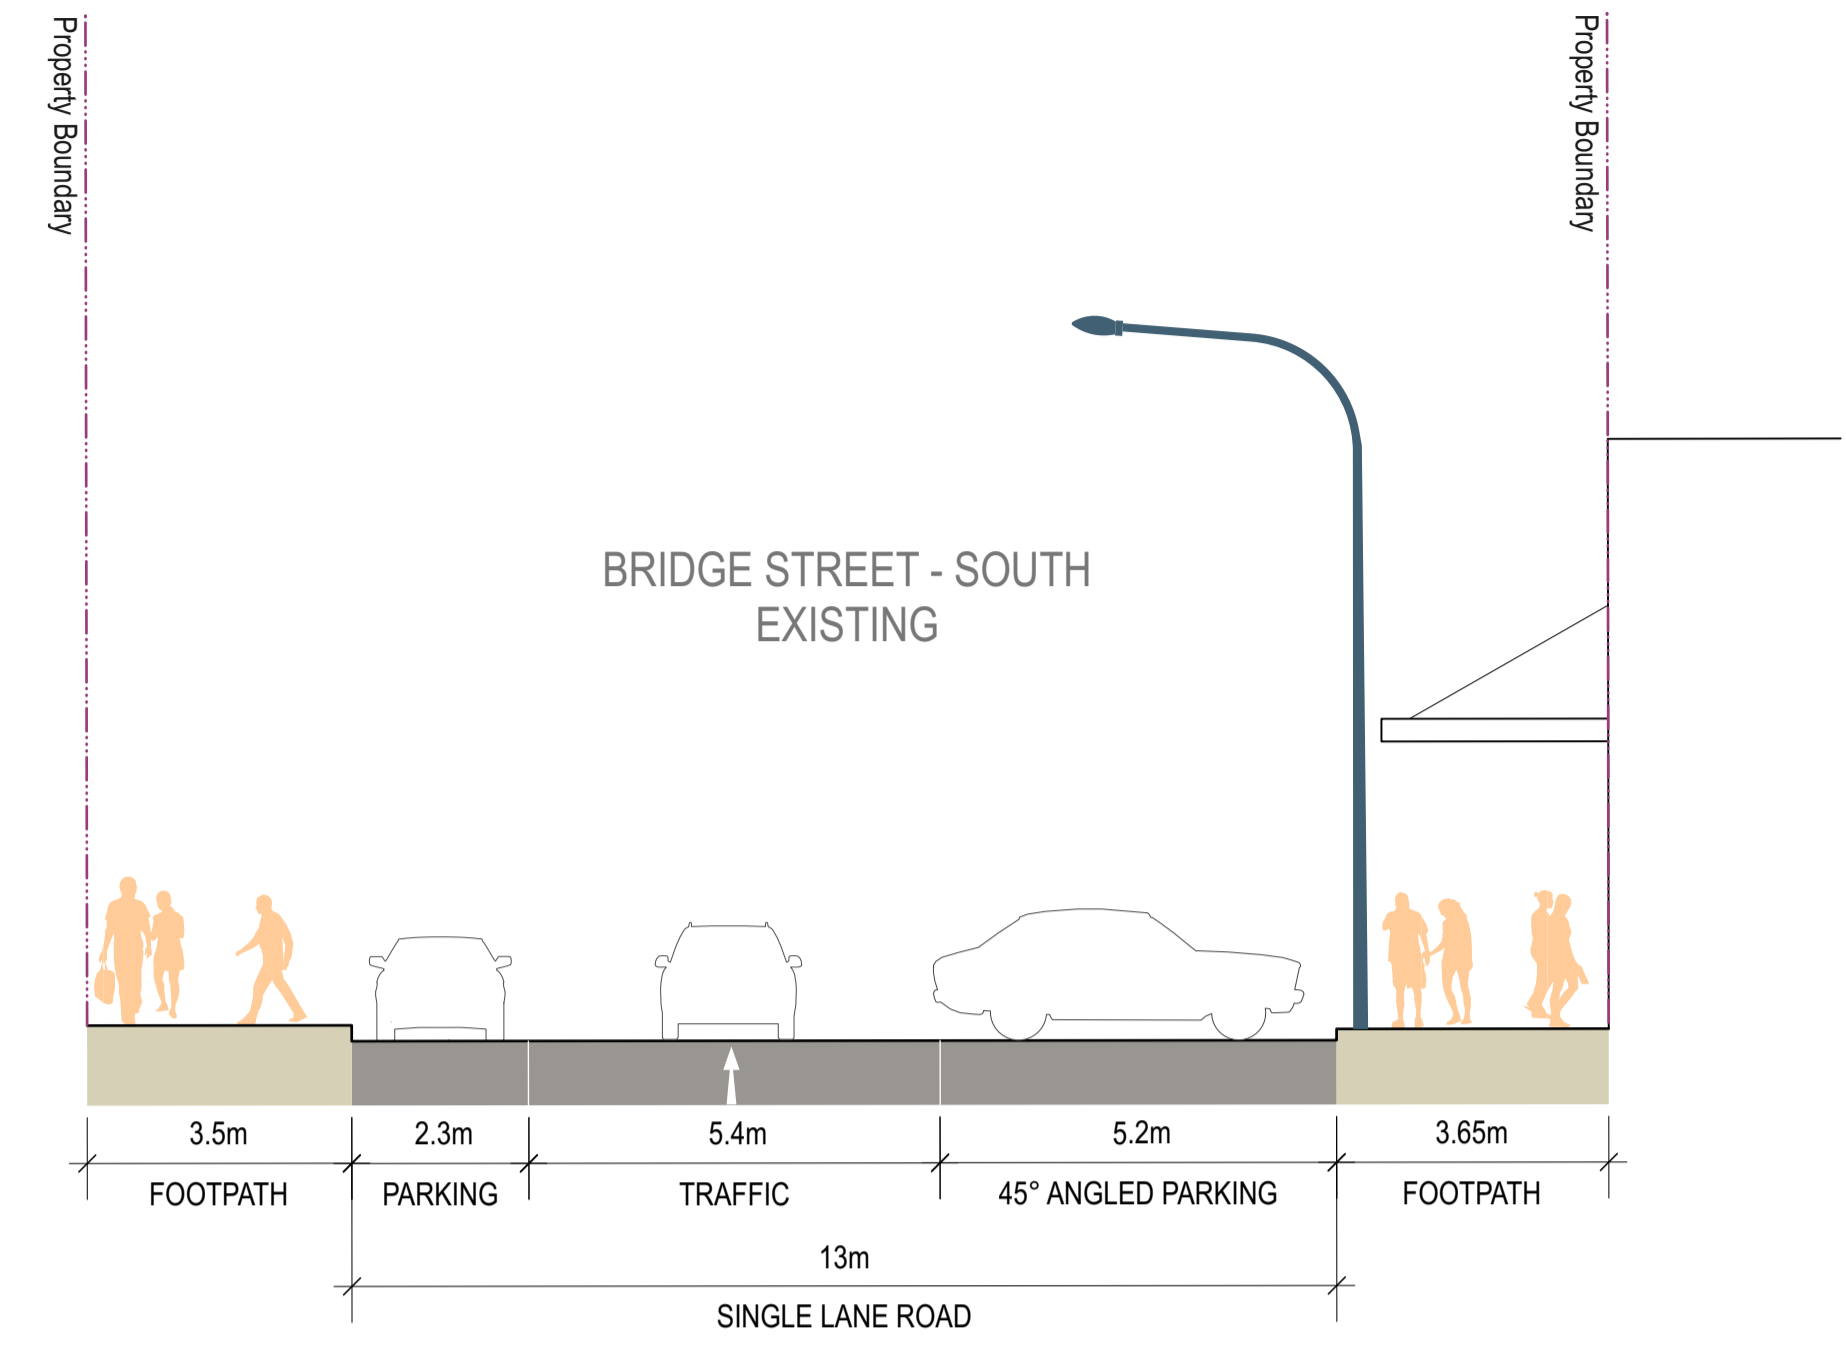 Property Boundary
Property Boundary
BRIDGE STREET - SOUTH
EXISTING
3.5m
2.3m
5.4m
5.2m
3.65m
FOOTPATH
PARKING
TRAFFIC
45° ANGLED PARKING
FOOTPATH
13m
SINGLE LANE ROAD